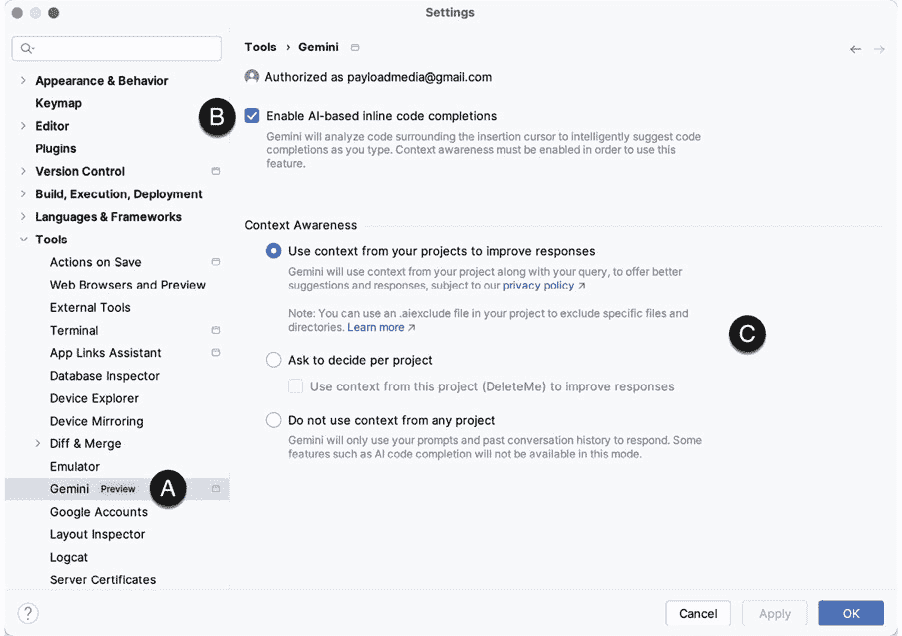 Settings
Appearance & Behavior
Keymap
Editor
Plugins
Version Control
Build, Execution, Deployment
Languages & Frameworks
Tools
Actions on Save
Web Browsers and Preview
External Tools
Terminal
App Links Assistant
Database Inspector
Device Explorer
Device Mirroring
Diff & Merge
Emulator
Gemini Preview A
Google Accounts
Layout Inspector
Logcat
Server Certificates
Tools › Gemini
Authorized as payloadmedia@gmail.com
B Enable AI-based inline code completions
Gemini will analyze code surrounding the insertion cursor to intelligently suggest code
completions as you type. Context awareness must be enabled in order to use this
feature.
Context Awareness
Use context from your projects to improve responses
Gemini will use context from your project along with your query, to offer better
suggestions and responses, subject to our privacy policy ↗
Note: You can use an .aiexclude file in your project to exclude specific files and
directories. Learn more ↗
C
Ask to decide per project
Use context from this project (DeleteMe) to improve responses
Do not use context from any project
Gemini will only use your prompts and past conversation history to respond. Some
features such as AI code completion will not be available in this mode.
?
Cancel
Apply
OK